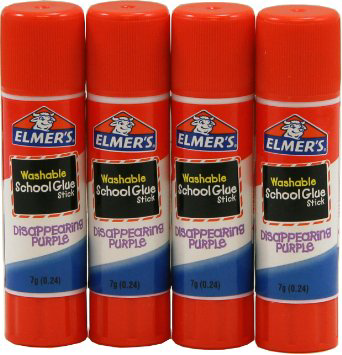 ELMER'S
Washable
School Glue
Stick
DISAPPEARING
PURPLE
7g (0.24)
ELMER'S
Washable
School Glue
Stick
DISAPPEARING
PURPLE
7g (0.24)
ELMER'S
Washable
School Glue
Stick
DISAPPEARING
PURPLE
7g (0.24)
ELMER'S
Washable
School Glue
Stick
DISAPPEARING
PURPLE
7g (0.24)